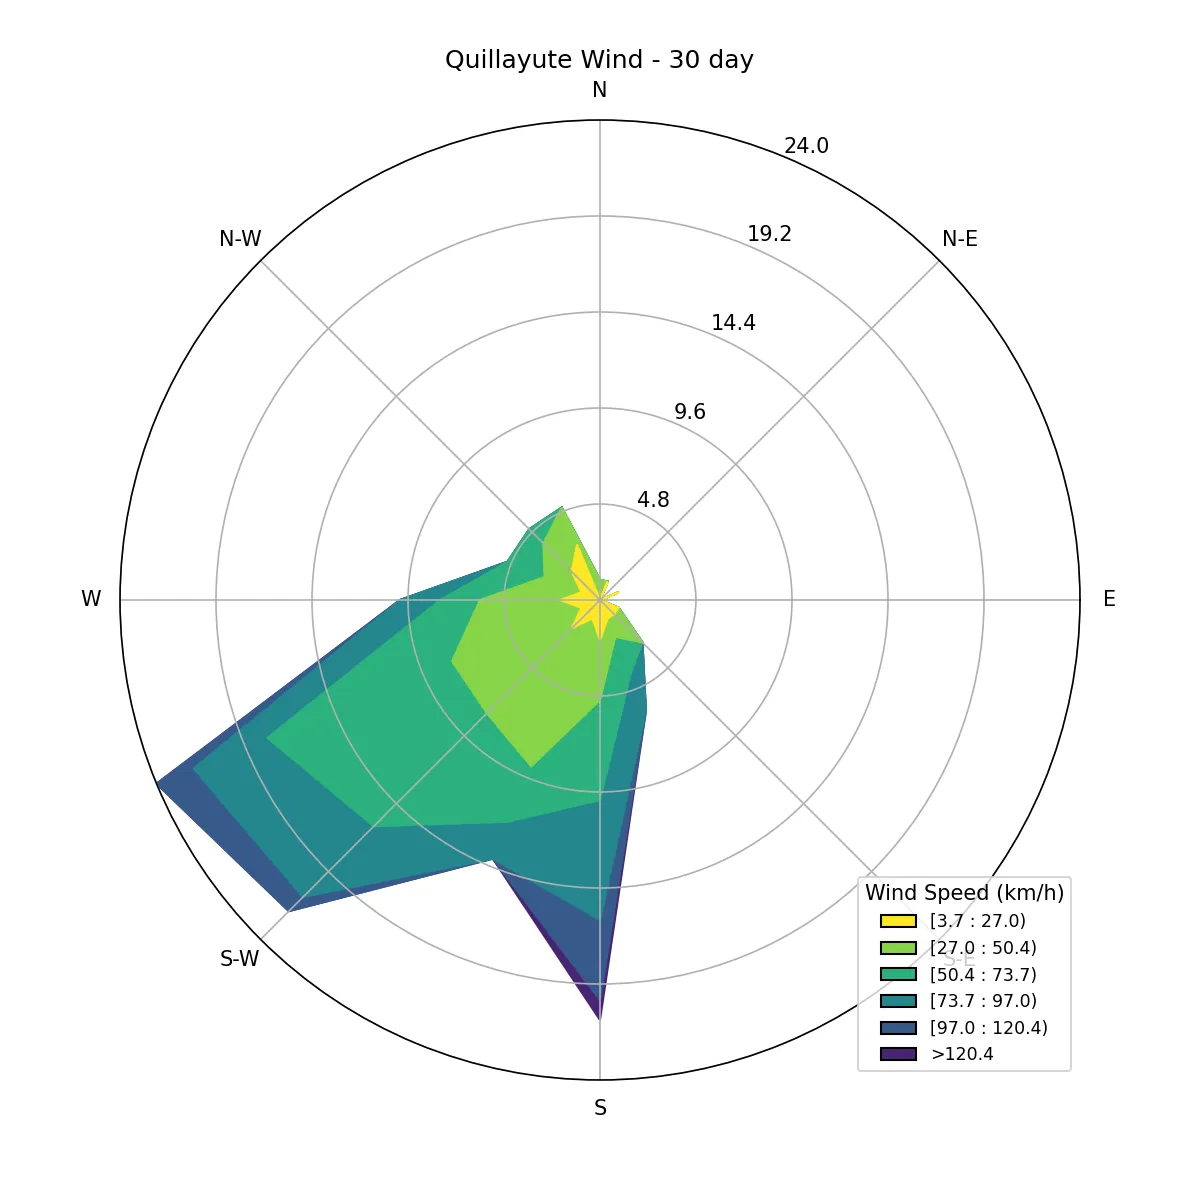 Quillayute Wind - 30 day
N
24.0
N-W
19.2
N-E
14.4
9.6
4.8
W
E
S-W
S-E
S
Wind Speed (km/h)
[3.7 : 27.0)
[27.0 : 50.4)
[50.4 : 73.7)
[73.7 : 97.0)
[97.0 : 120.4)
>120.4